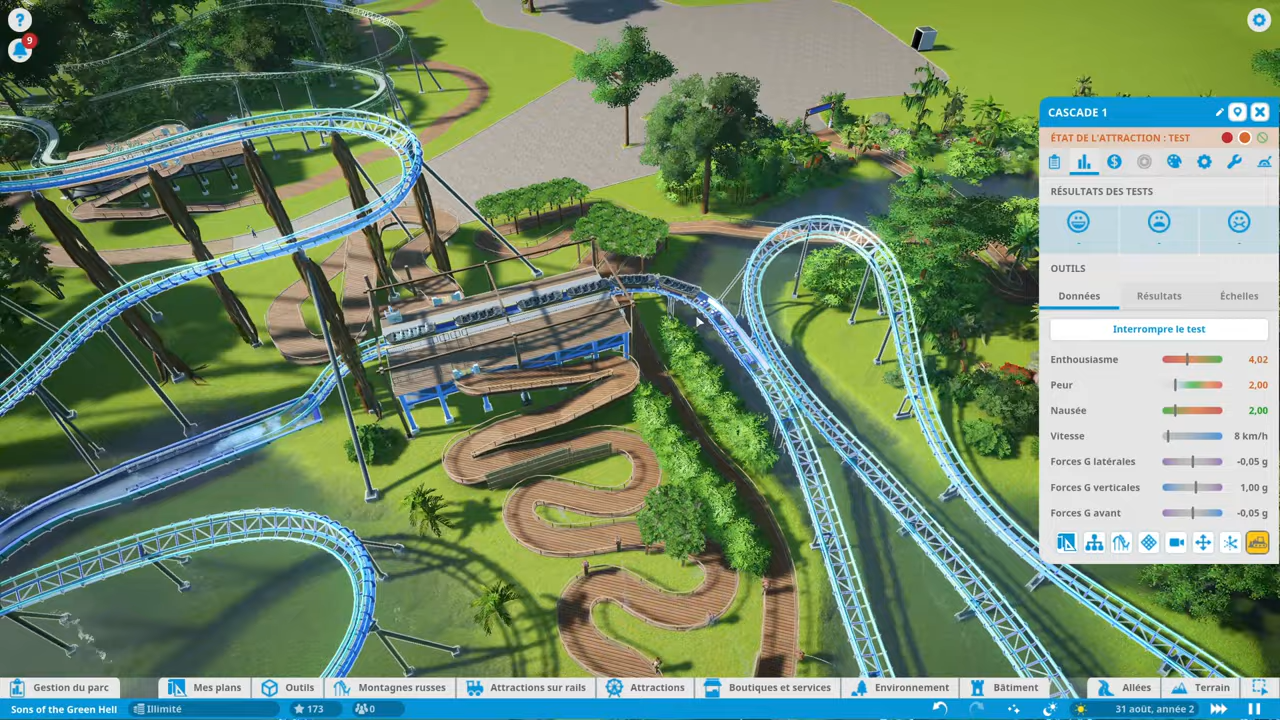 ?
9
CASCADE 1
ÉTAT DE L'ATTRACTION : TEST
RÉSULTATS DES TESTS
- - -
OUTILS
Données Résultats Échelles
Interrompre le test
Enthousiasme 4,02
Peur 2,00
Nausée 2,00
Vitesse 8 km/h
Forces G latérales -0,05 g
Forces G verticales 1,00 g
Forces G avant -0,05 g
Gestion du parc Mes plans Outils Montagnes russes Attractions sur rails Attractions Boutiques et services Environnement Bâtiment Allées Terrain
Sons of the Green Hell Illimité 173 0 31 août, année 2